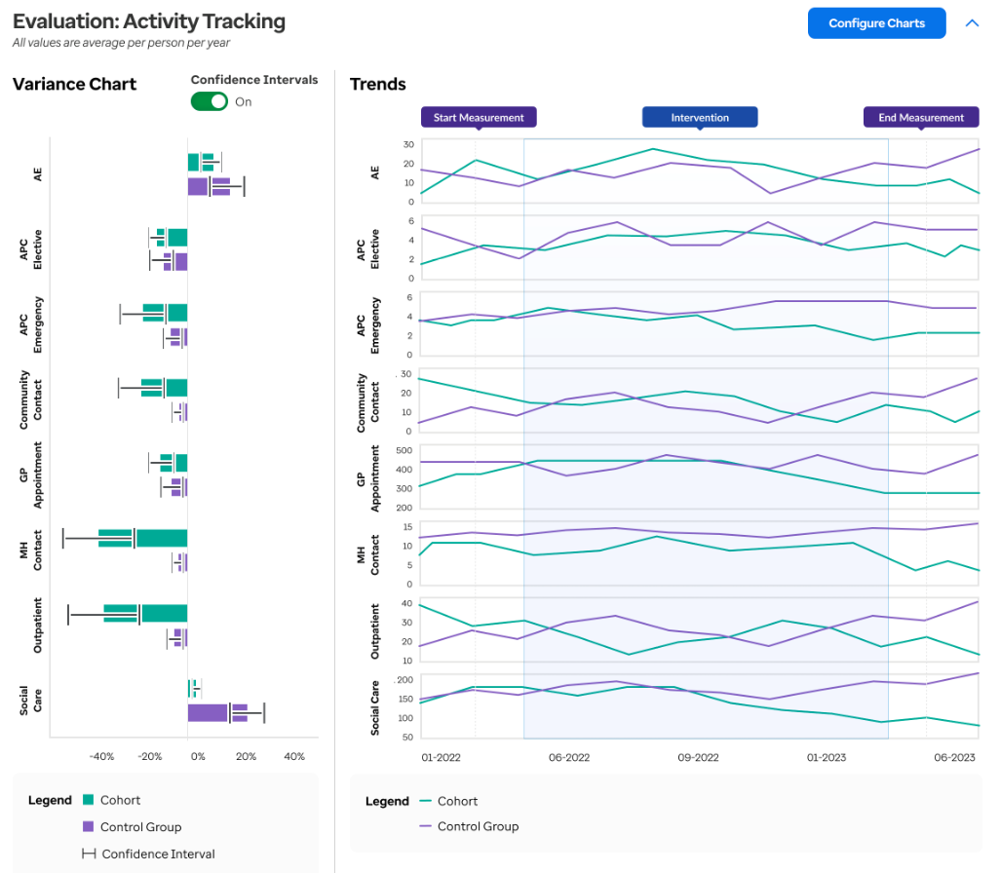 Evaluation: Activity Tracking
All values are average per person per year
Configure Charts
Variance Chart
Confidence Intervals
On
AE
APC
Elective
APC
Emergency
Community
Contact
GP
Appointment
MH
Contact
Outpatient
Social
Care
-40% -20% 0% 20% 40%
Legend
Cohort
Control Group
Confidence Interval
Trends
Start Measurement
Intervention
End Measurement
AE
30
20
10
0
APC
Elective
6
4
2
0
APC
Emergency
6
4
2
0
Community
Contact
30
20
10
0
GP
Appointment
500
400
300
200
MH
Contact
15
10
5
0
Outpatient
40
30
20
10
Social Care
200
150
100
50
01-2022 06-2022 09-2022 01-2023 06-2023
Legend
Cohort
Control Group